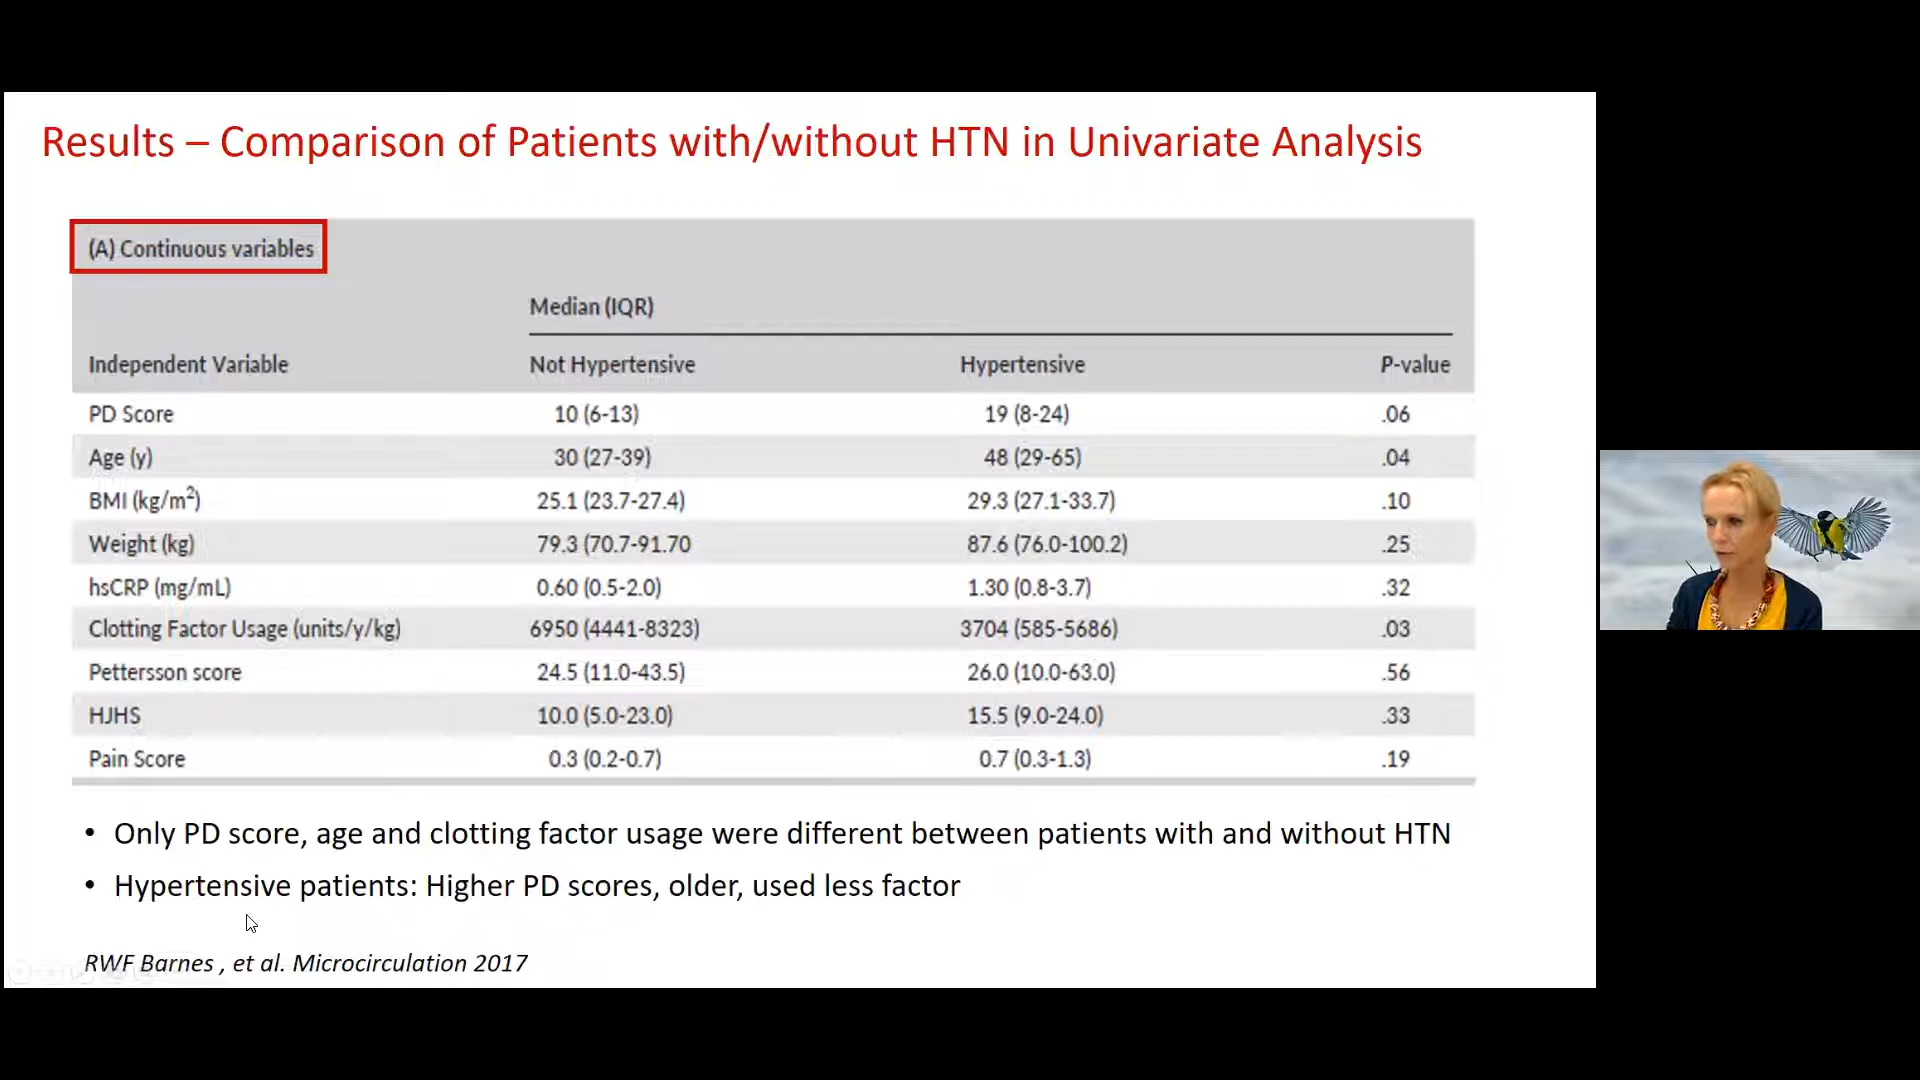 Results – Comparison of Patients with/without HTN in Univariate Analysis
(A) Continuous variables
Median (IQR)
Independent Variable Not Hypertensive Hypertensive P-value
PD Score 10 (6-13) 19 (8-24) .06
Age (y) 30 (27-39) 48 (29-65) .04
BMI (kg/m²) 25.1 (23.7-27.4) 29.3 (27.1-33.7) .10
Weight (kg) 79.3 (70.7-91.70 87.6 (76.0-100.2) .25
hsCRP (mg/mL) 0.60 (0.5-2.0) 1.30 (0.8-3.7) .32
Clotting Factor Usage (units/y/kg) 6950 (4441-8323) 3704 (585-5686) .03
Pettersson score 24.5 (11.0-43.5) 26.0 (10.0-63.0) .56
HJHS 10.0 (5.0-23.0) 15.5 (9.0-24.0) .33
Pain Score 0.3 (0.2-0.7) 0.7 (0.3-1.3) .19
• Only PD score, age and clotting factor usage were different between patients with and without HTN
• Hypertensive patients: Higher PD scores, older, used less factor
RWF Barnes , et al. Microcirculation 2017